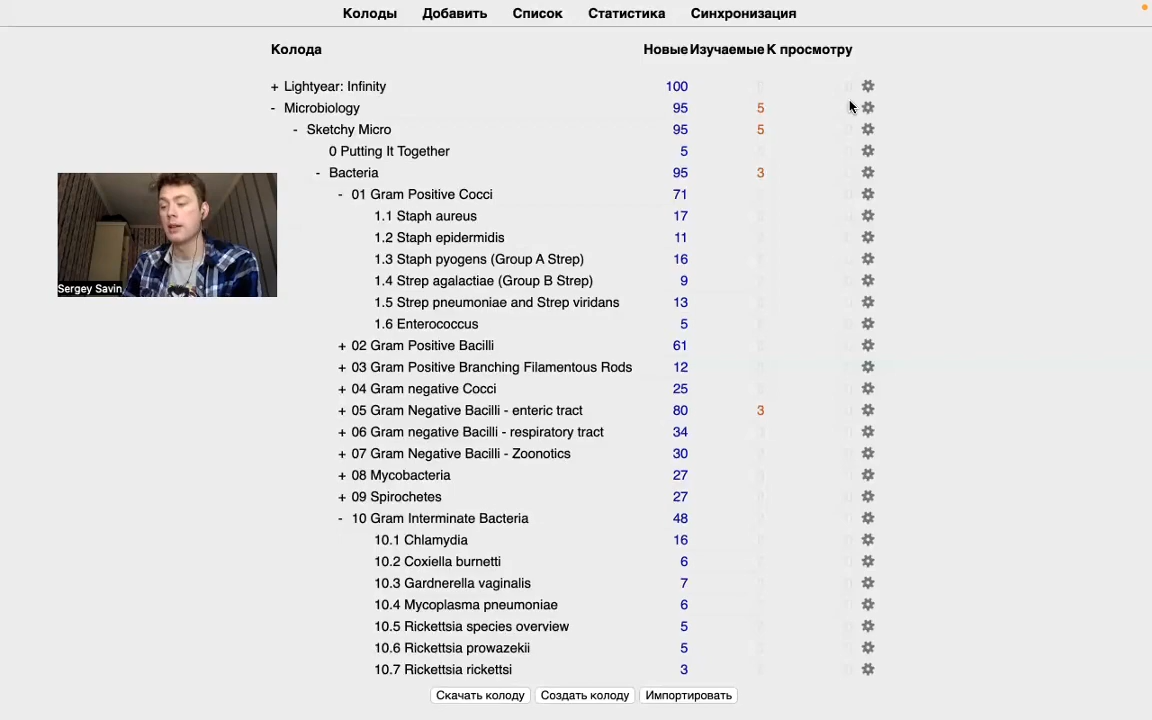 Колоды Добавить Список Статистика Синхронизация
Колода Новые Изучаемые К просмотру
+ Lightyear: Infinity 100
- Microbiology 95 5
- Sketchy Micro 95 5
0 Putting It Together 5
- Bacteria 95 3
- 01 Gram Positive Cocci 71
1.1 Staph aureus 17
1.2 Staph epidermidis 11
1.3 Staph pyogens (Group A Strep) 16
1.4 Strep agalactiae (Group B Strep) 9
1.5 Strep pneumoniae and Strep viridans 13
1.6 Enterococcus 5
+ 02 Gram Positive Bacilli 61
+ 03 Gram Positive Branching Filamentous Rods 12
+ 04 Gram negative Cocci 25
+ 05 Gram Negative Bacilli - enteric tract 80 3
+ 06 Gram negative Bacilli - respiratory tract 34
+ 07 Gram Negative Bacilli - Zoonotics 30
+ 08 Mycobacteria 27
+ 09 Spirochetes 27
- 10 Gram Interminate Bacteria 48
10.1 Chlamydia 16
10.2 Coxiella burnetti 6
10.3 Gardnerella vaginalis 7
10.4 Mycoplasma pneumoniae 6
10.5 Rickettsia species overview 5
10.6 Rickettsia prowazekii 5
10.7 Rickettsia rickettsi 3
Скачать колоду Создать колоду Импортировать
Sergey Savin,